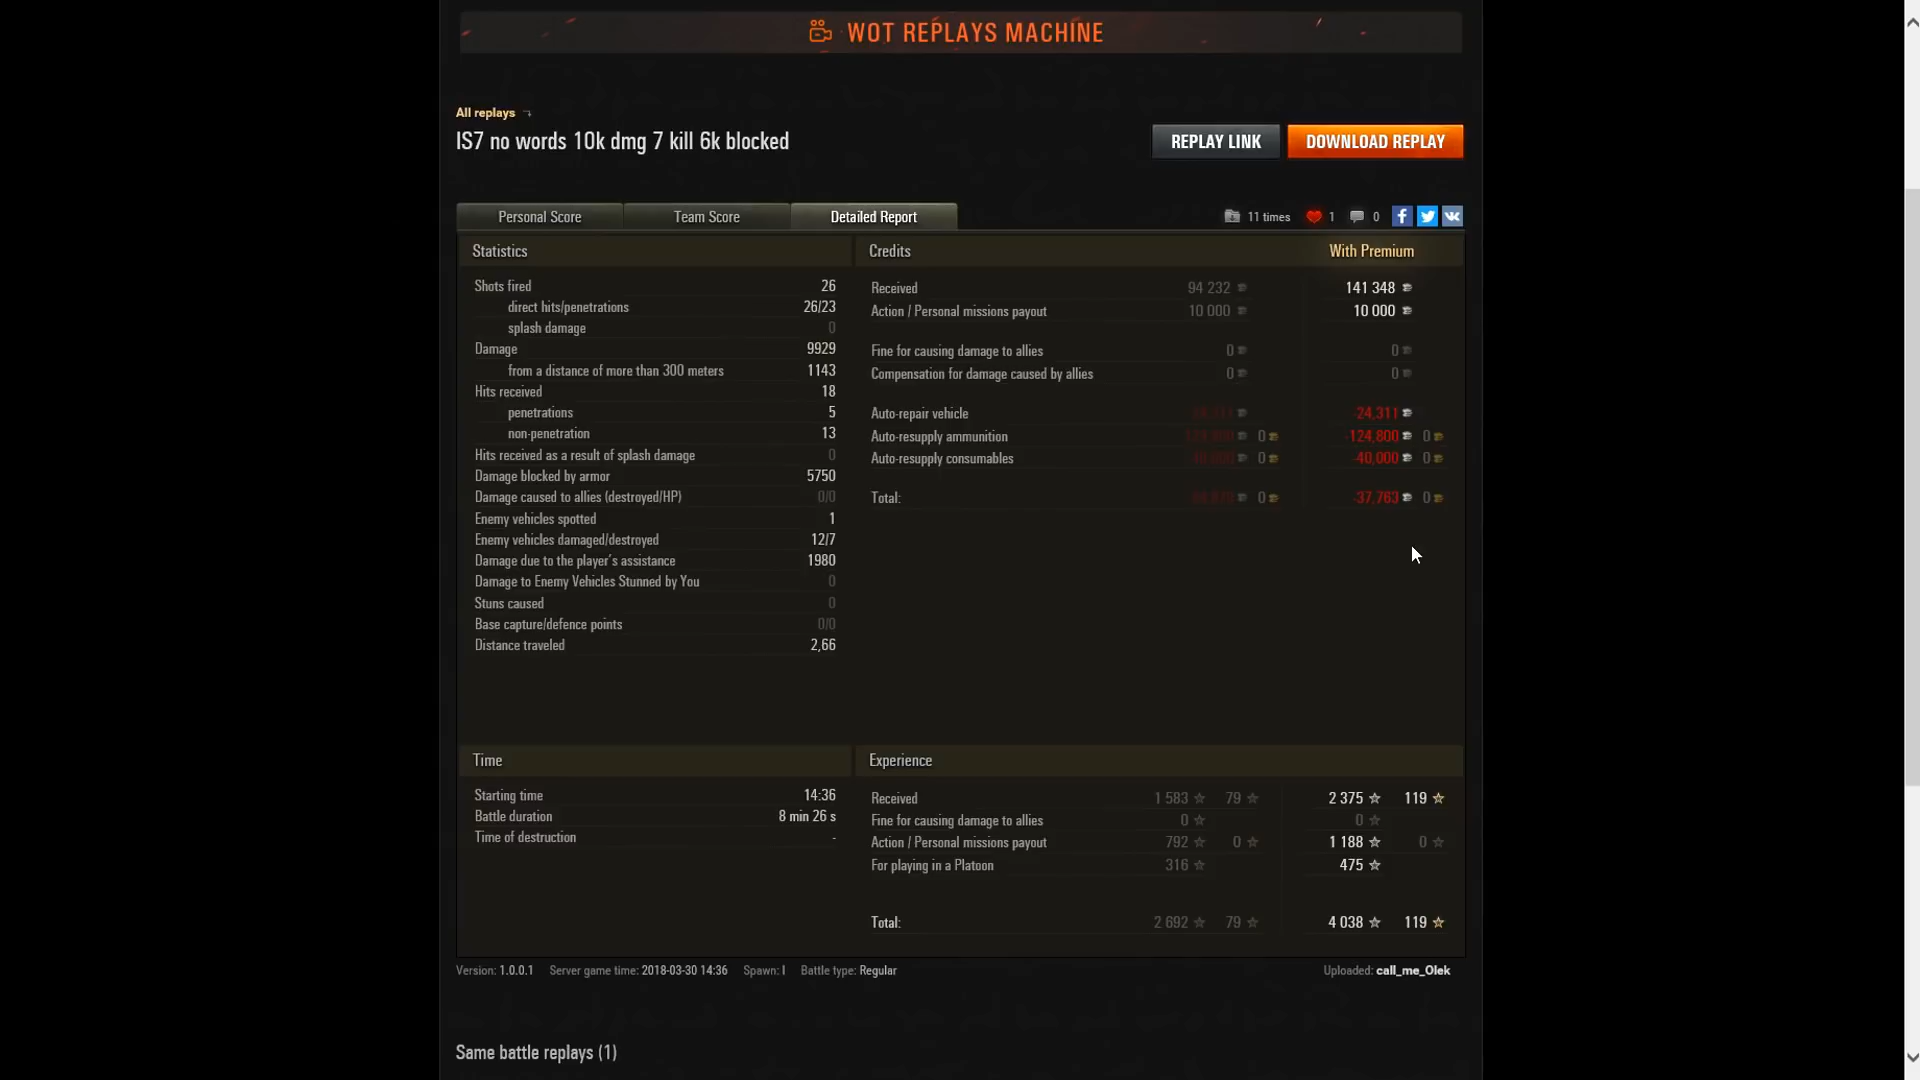 WOT REPLAYS MACHINE
All replays
IS7 no words 10k dmg 7 kill 6k blocked
REPLAY LINK
DOWNLOAD REPLAY
Personal Score
Team Score
Detailed Report
11 times
1
0
Statistics
Shots fired 26
direct hits/penetrations 26/23
splash damage 0
Damage 9929
from a distance of more than 300 meters 1143
Hits received 18
penetrations 5
non-penetration 13
Hits received as a result of splash damage 0
Damage blocked by armor 5750
Damage caused to allies (destroyed/HP) 0/0
Enemy vehicles spotted 1
Enemy vehicles damaged/destroyed 12/7
Damage due to the player's assistance 1980
Damage to Enemy Vehicles Stunned by You 0
Stuns caused 0
Base capture/defence points 0/0
Distance traveled 2,66
Credits With Premium
Received 94 232 141 348
Action / Personal missions payout 10 000 10 000
Fine for causing damage to allies 0 0
Compensation for damage caused by allies 0 0
Auto-repair vehicle -24,311
Auto-resupply ammunition 0 -124,800 0
Auto-resupply consumables 0 -40,000 0
Total: 0 -37,763 0
Time
Starting time 14:36
Battle duration 8 min 26 s
Time of destruction -
Experience
Received 1 583 79 2 375 119
Fine for causing damage to allies 0 0
Action / Personal missions payout 792 0 1 188 0
For playing in a Platoon 316 475
Total: 2 692 79 4 038 119
Version: 1.0.0.1 Server game time: 2018-03-30 14:36 Spawn: I Battle type: Regular Uploaded: call_me_Olek
Same battle replays (1)